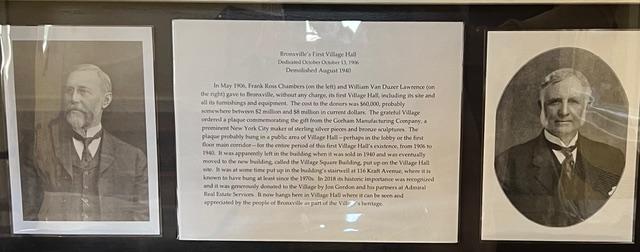 Bronxville's First Village Hall
Dedicated October October 13, 1906
Demolished August 1940
In May 1906, Frank Ross Chambers (on the left) and William Van Duzer Lawrence (on
the right) gave to Bronxville, without any charge, its first Village Hall, including its site and
all its furnishings and equipment. The cost to the donors was $60,000, probably
somewhere between $2 million and $8 million in current dollars. The grateful Village
ordered a plaque commemorating the gift from the Gorham Manufacturing Company, a
prominent New York City maker of sterling silver pieces and bronze sculptures. The
plaque probably hung in a public area of Village Hall—perhaps in the lobby or the first
floor main corridor—for the entire period of this first Village Hall's existence, from 1906 to
1940. It was apparently left in the building when it was sold in 1940 and was eventually
moved to the new building, called the Village Square Building, put up on the Village Hall
site. It was at some time put up in the building's stairwell at 116 Kraft Avenue, where it is
known to have hung at least since the 1970s. In 2018 its historic importance was recognized
and it was generously donated to the Village by Jon Gordon and his partners at Admiral
Real Estate Services. It now hangs here in Village Hall where it can be seen and
appreciated by the people of Bronxville as part of the Village's heritage.